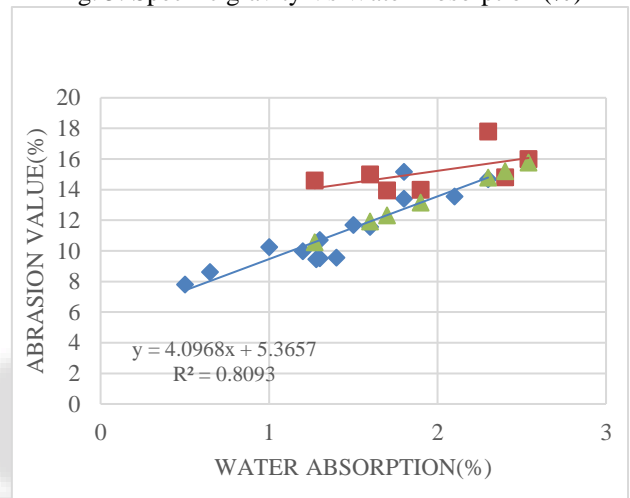 ABRASION VALUE(%)
20
18
16
14
12
10
8
6
4
2
0
y = 4.0968x + 5.3657
R² = 0.8093
0 1 2 3
WATER ABSORPTION(%)